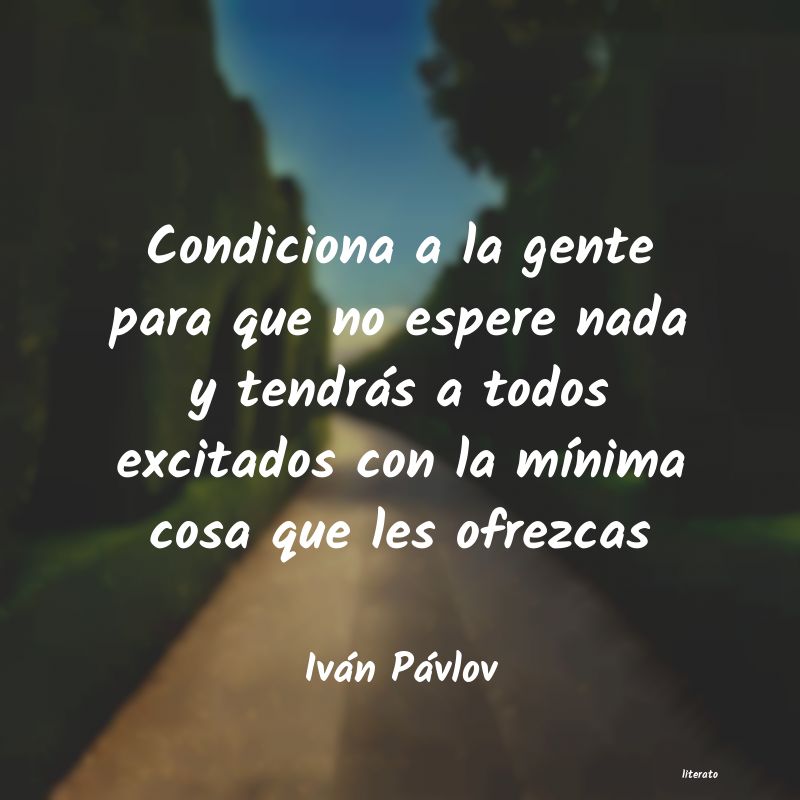 Condiciona a la gente
para que no espere nada
y tendrás a todos
excitados con la mínima
cosa que les ofrezcas
Iván Pávlov
literato